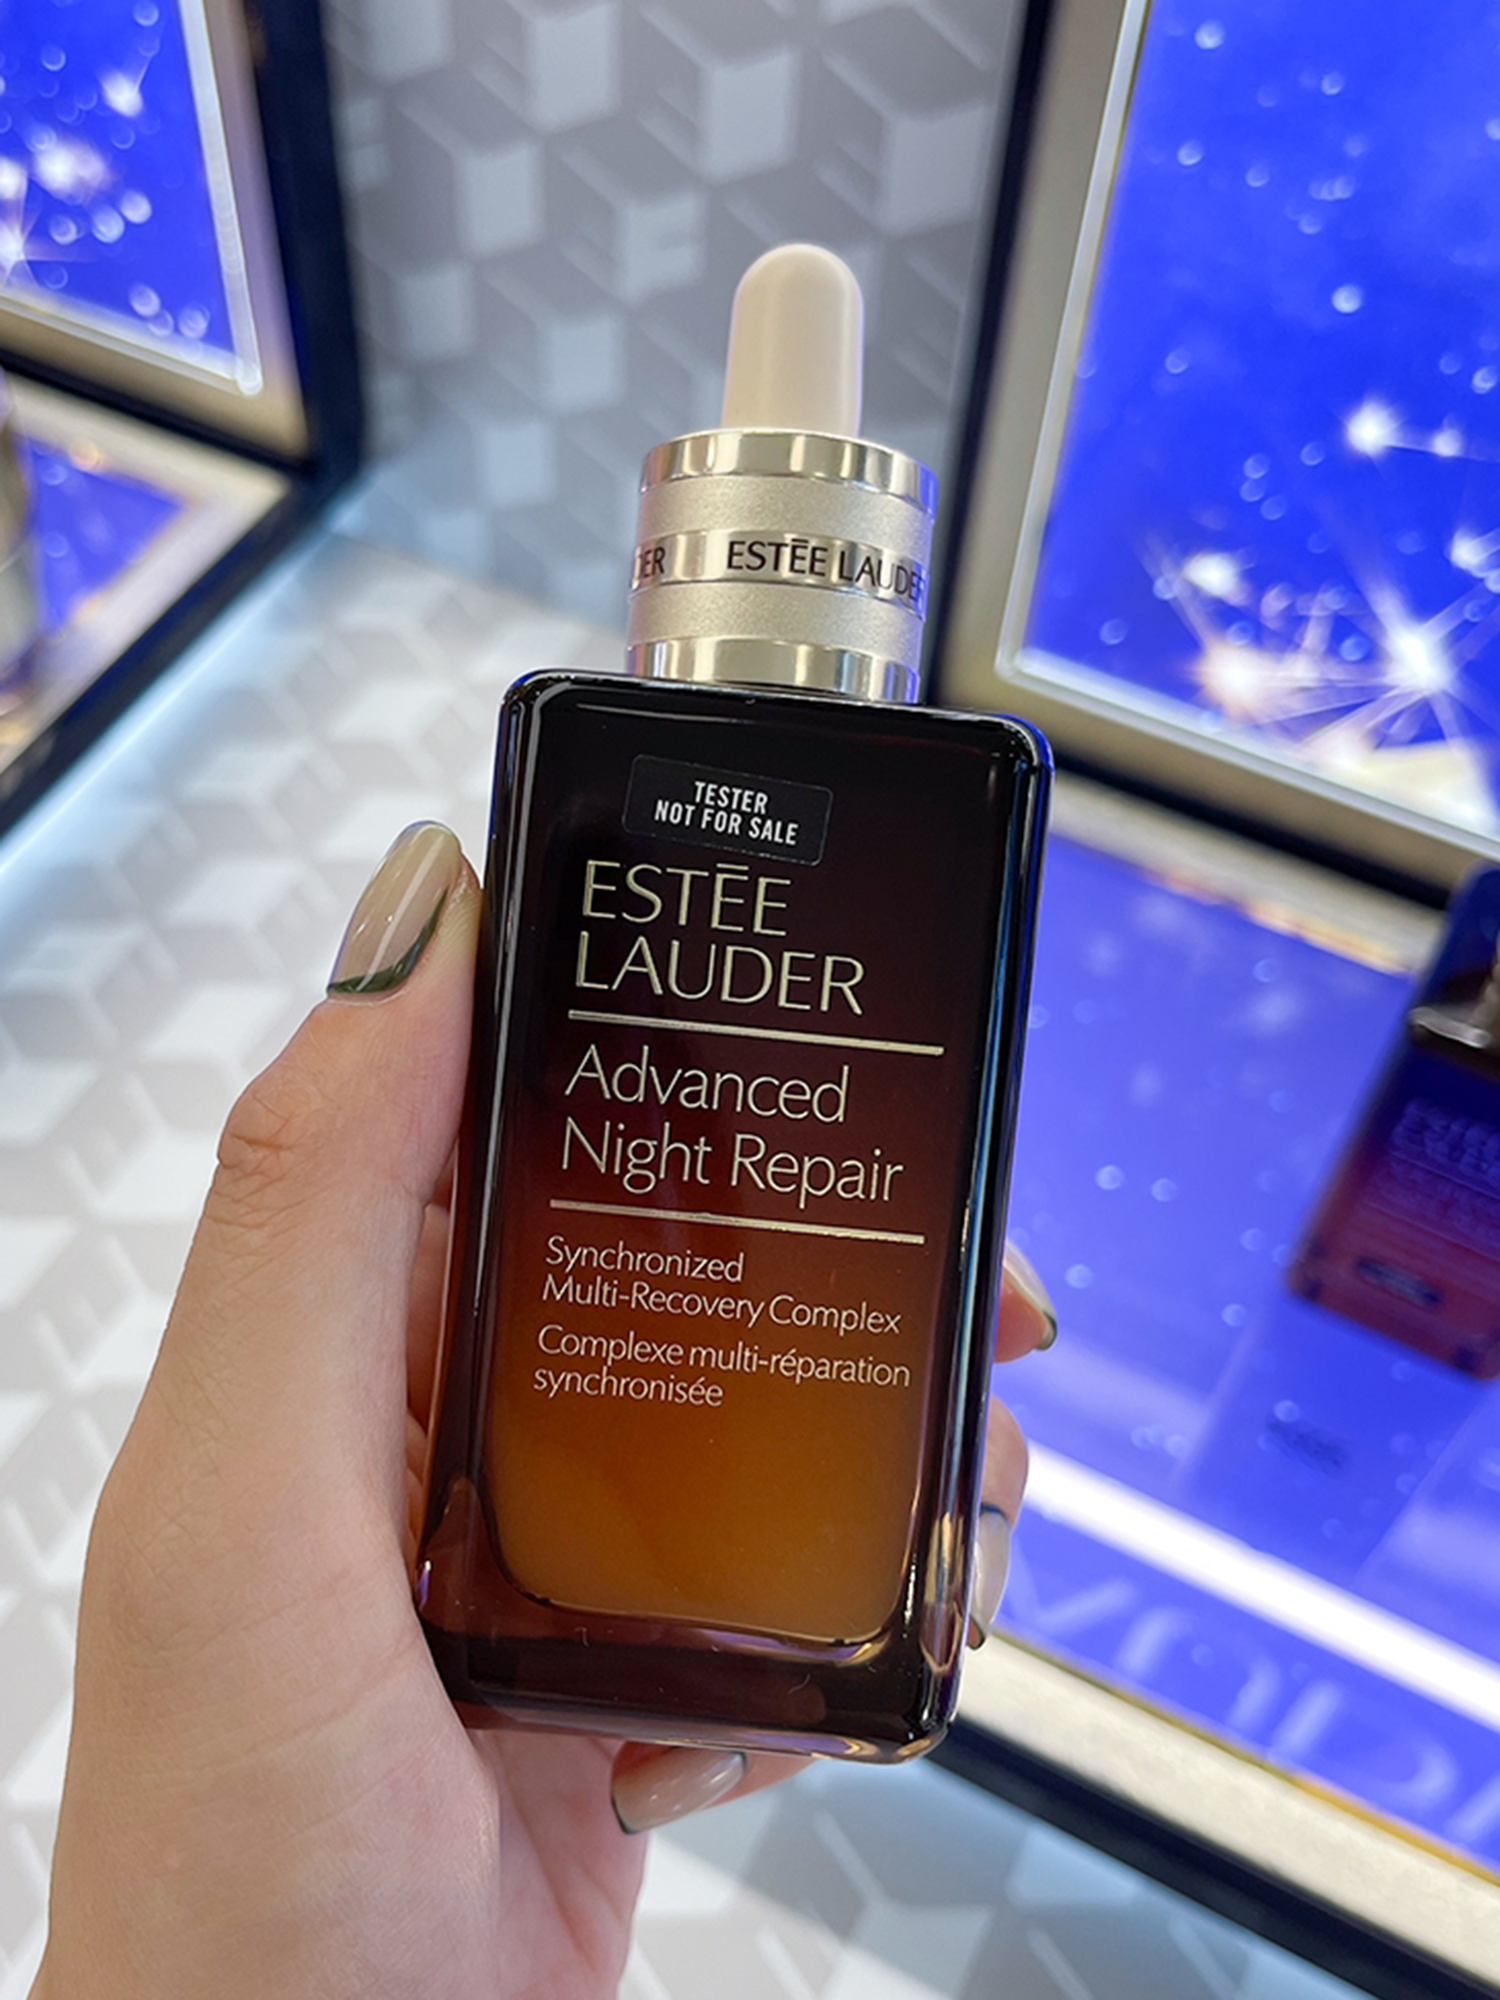 ESTĒE LAUDER
TESTER
NOT FOR SALE
ESTĒE
LAUDER
Advanced
Night Repair
Synchronized
Multi-Recovery Complex
Complexe multi-réparation
synchronisée